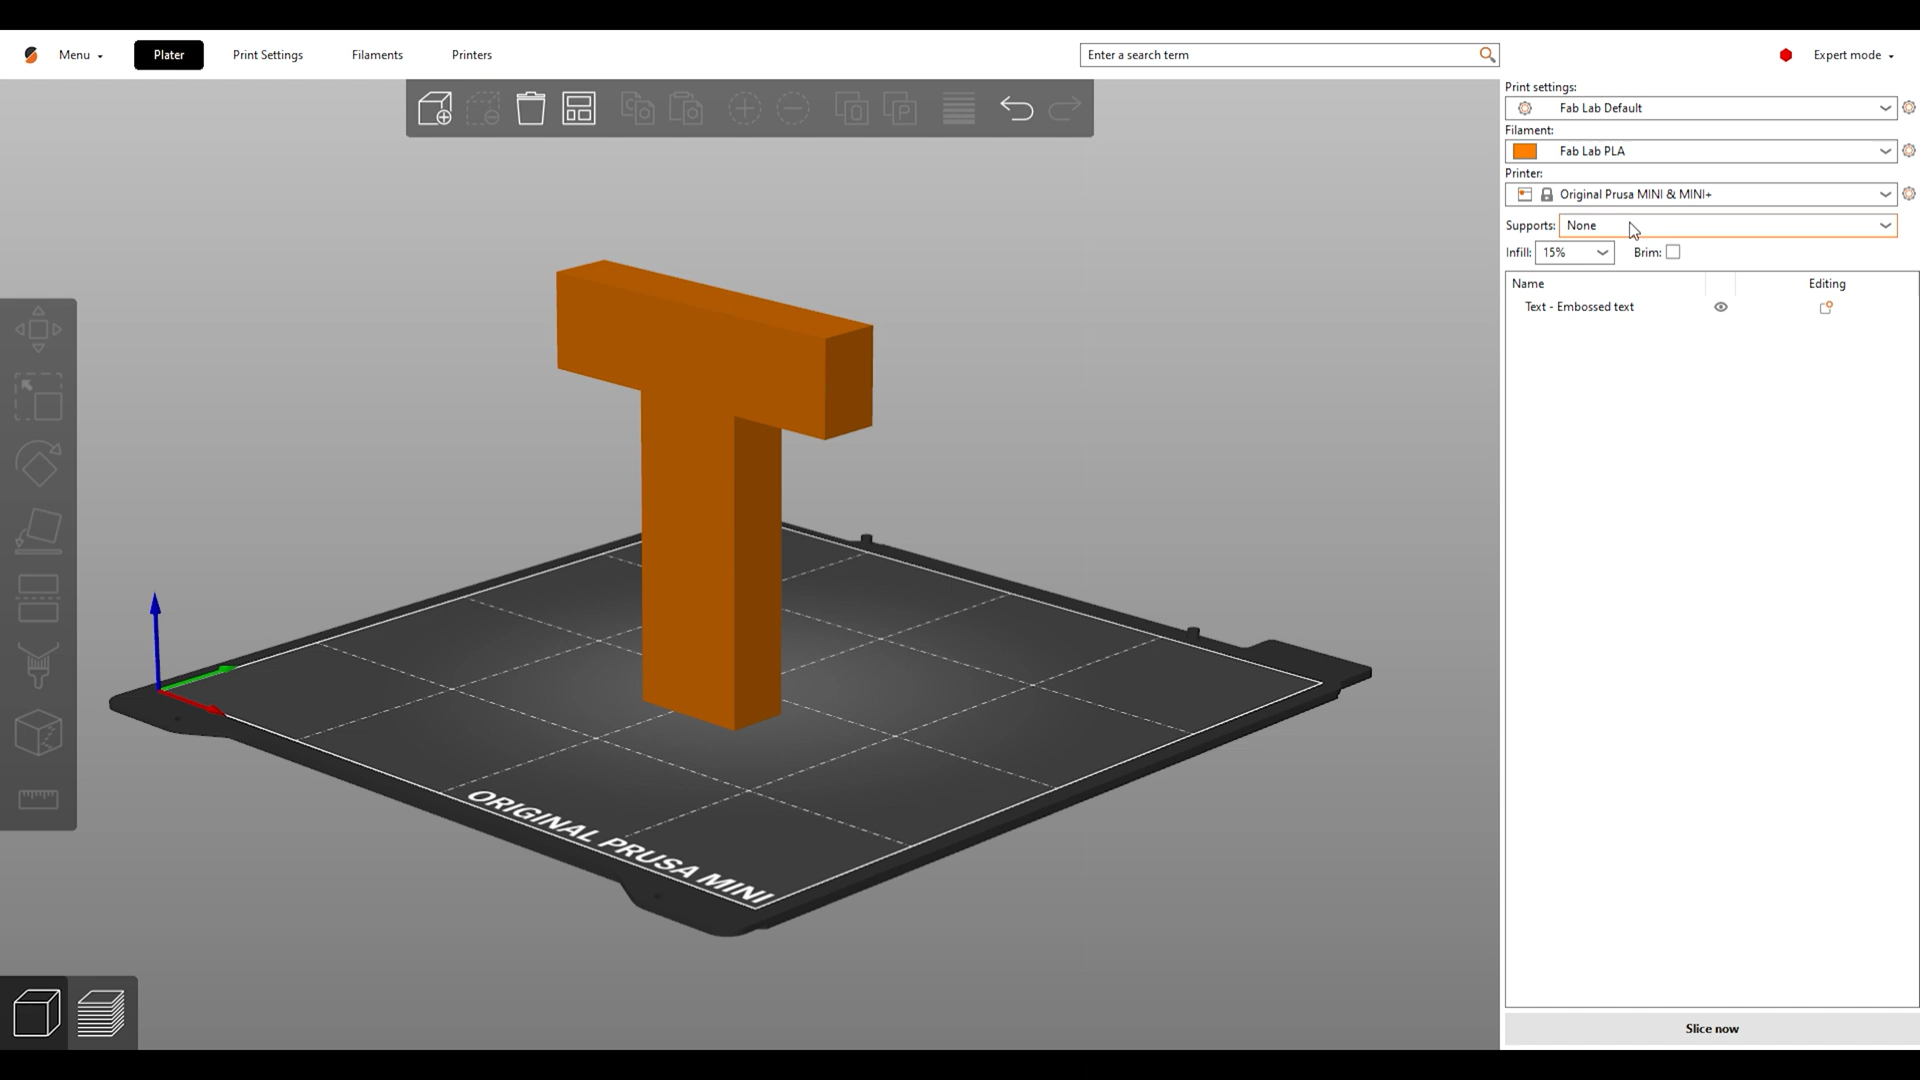 Menu
Plater
Print Settings
Filaments
Printers
Enter a search term
Expert mode
Print settings:
Fab Lab Default
Filament:
Fab Lab PLA
Printer:
Original Prusa MINI & MINI+
Supports: None
Infill: 15% Brim:
Name Editing
Text - Embossed text
ORIGINAL PRUSA MINI
Slice now